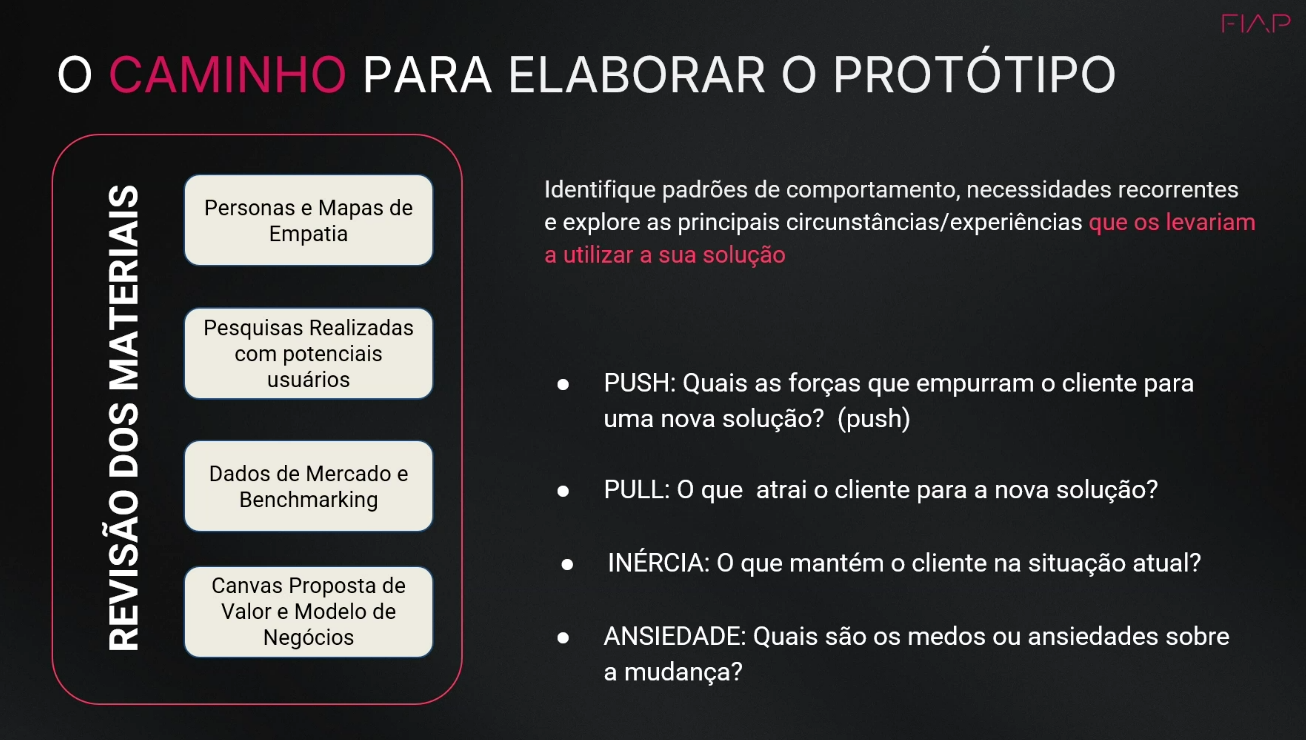 FIAP
O CAMINHO PARA ELABORAR O PROTÓTIPO
REVISÃO DOS MATERIAIS
Personas e Mapas de
Empatia
Pesquisas Realizadas
com potenciais
usuários
Dados de Mercado e
Benchmarking
Canvas Proposta de
Valor e Modelo de
Negócios
Identifique padrões de comportamento, necessidades recorrentes
e explore as principais circunstâncias/experiências que os levariam
a utilizar a sua solução
● PUSH: Quais as forças que empurram o cliente para
uma nova solução? (push)
● PULL: O que atrai o cliente para a nova solução?
● INÉRCIA: O que mantém o cliente na situação atual?
● ANSIEDADE: Quais são os medos ou ansiedades sobre
a mudança?